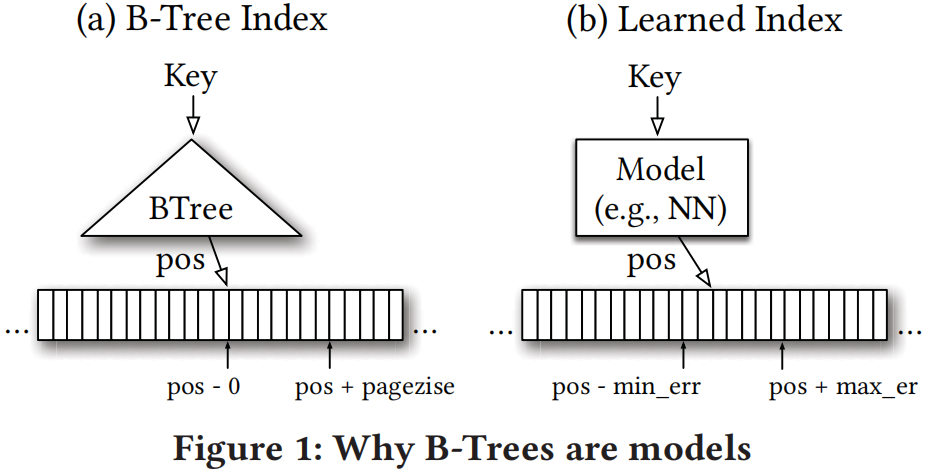 (a) B-Tree Index
Key
BTree
pos
...
...
pos - 0
pos + pagezise
(b) Learned Index
Key
Model
(e.g., NN)
pos
...
...
pos - min_err
pos + max_er
Figure 1: Why B-Trees are models